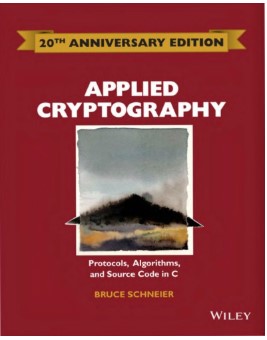 20TH ANNIVERSARY EDITION
APPLIED
CRYPTOGRAPHY
Protocols, Algorithms,
and Source Code in C
BRUCE SCHNEIER
WILEY